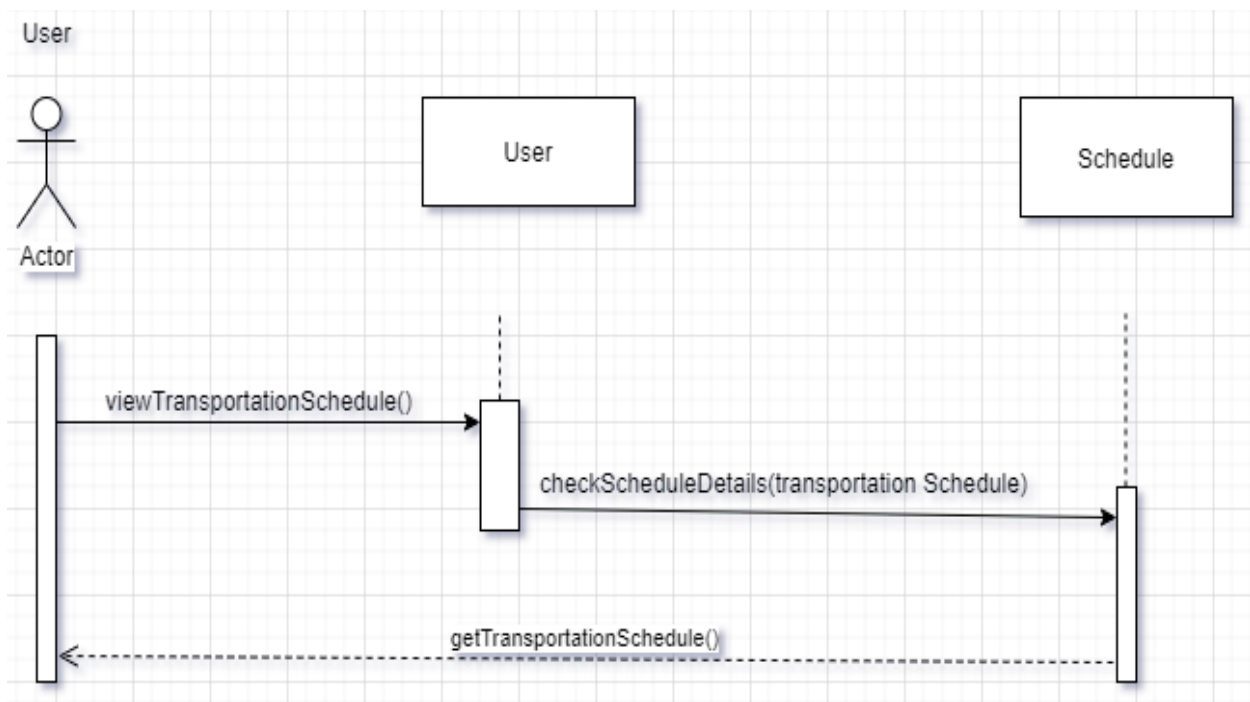 User
User
Schedule
Actor
viewTransportationSchedule()
checkScheduleDetails(transportation Schedule)
getTransportationSchedule()